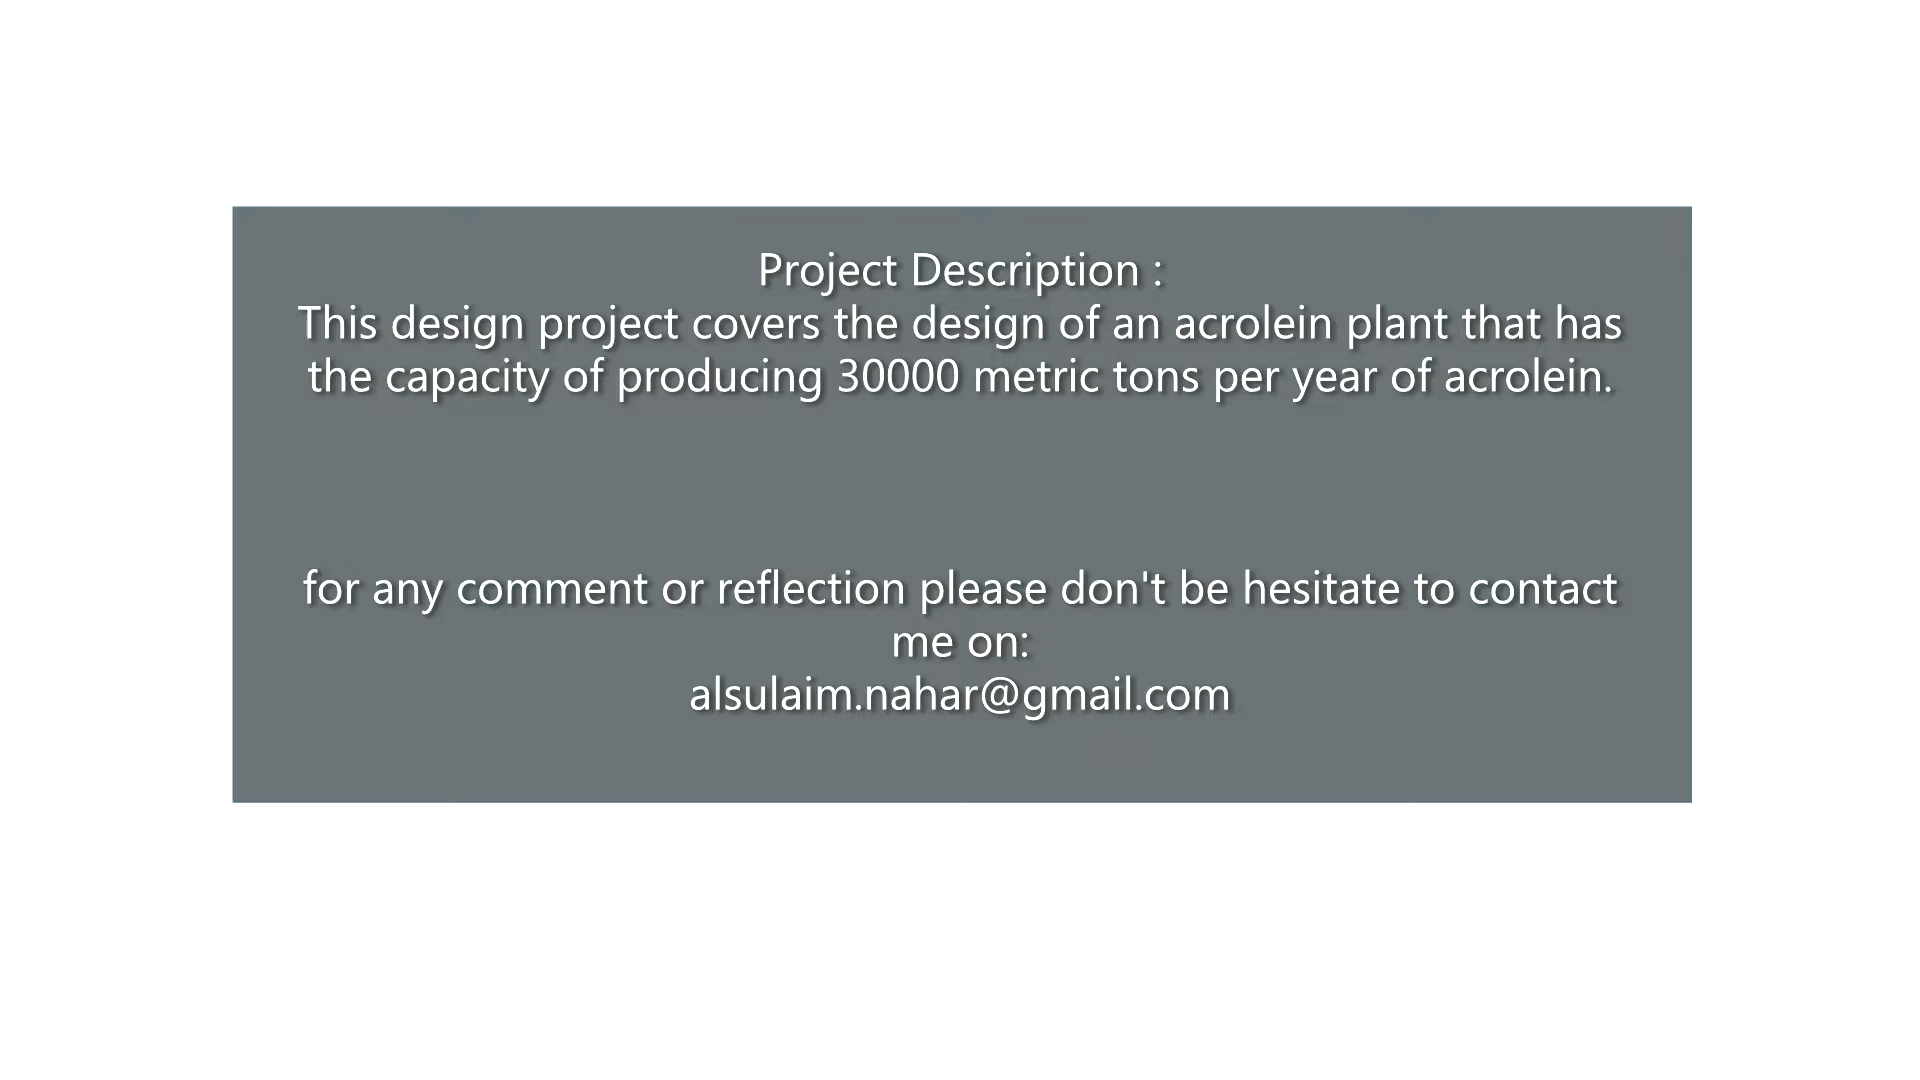 Project Description :
This design project covers the design of an acrolein plant that has
the capacity of producing 30000 metric tons per year of acrolein.
for any comment or reflection please don't be hesitate to contact
me on:
alsulaim.nahar@gmail.com